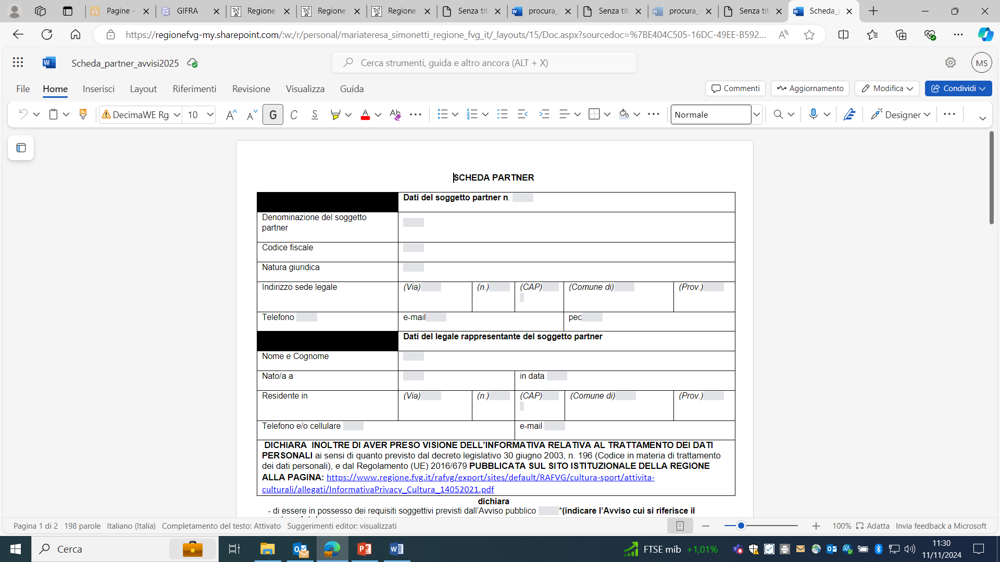 Pagine -
GIFRA
Regione
Regione
Regione
Senza tit
procura_
Senza tit
procura_
Senza tit
Scheda_p
https://regionefvg-my.sharepoint.com/:w:/r/personal/mariateresa_simonetti_regione_fvg_it/_layouts/15/Doc.aspx?sourcedoc=%7BE404C505-16DC-49EE-B592...
Scheda_partner_avvisi2025
Cerca strumenti, guida e altro ancora (ALT + X)
MS
File Home Inserisci Layout Riferimenti Revisione Visualizza Guida
Commenti Aggiornamento Modifica Condividi
DecimaWE Rg 10 G C S A Normale Designer
SCHEDA PARTNER
Dati del soggetto partner n.
Denominazione del soggetto
partner
Codice fiscale
Natura giuridica
Indirizzo sede legale (Via) (n.) (CAP) (Comune di) (Prov.)
Telefono e-mail pec
Dati del legale rappresentante del soggetto partner
Nome e Cognome
Nato/a a in data
Residente in (Via) (n.) (CAP) (Comune di) (Prov.)
Telefono e/o cellulare e-mail
DICHIARA INOLTRE DI AVER PRESO VISIONE DELL'INFORMATIVA RELATIVA AL TRATTAMENTO DEI DATI
PERSONALI ai sensi di quanto previsto dal decreto legislativo 30 giugno 2003, n. 196 (Codice in materia di trattamento
dei dati personali), e dal Regolamento (UE) 2016/679 PUBBLICATA SUL SITO ISTITUZIONALE DELLA REGIONE
ALLA PAGINA: https://www.regione.fvg.it/rafvg/export/sites/default/RAFVG/cultura-sport/attivita-
culturali/allegati/InformativaPrivacy_Cultura_14052021.pdf
dichiara
- di essere in possesso dei requisiti soggettivi previsti dall'Avviso pubblico *(indicare l'Avviso cui si riferisce il
Pagina 1 di 2 198 parole Italiano (Italia) Completamento del testo: Attivato Suggerimenti editor: visualizzati
100% Adatta Invia feedback a Microsoft
Cerca
FTSE mib +1,01%
11:30
11/11/2024